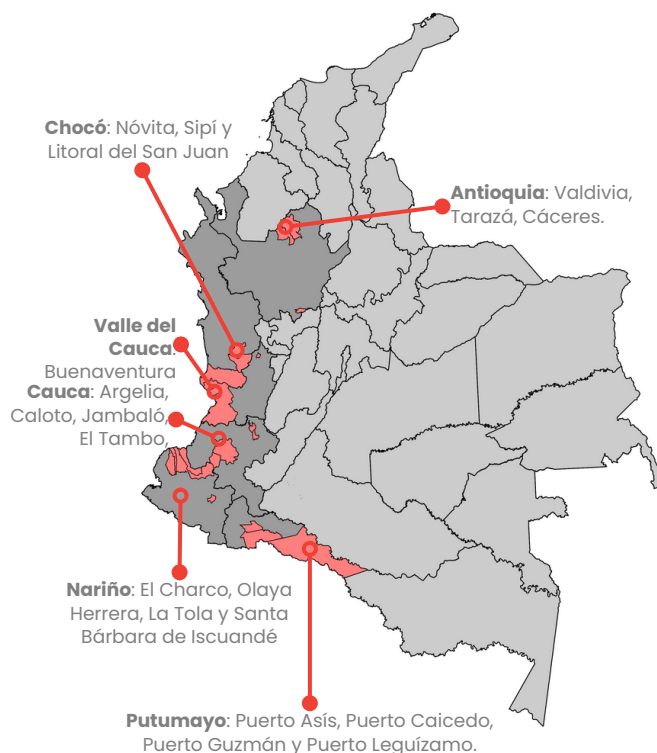 Chocó: Nóvita, Sipí y
Litoral del San Juan
Antioquia: Valdivia,
Tarazá, Cáceres.
Valle del
Cauca:
Buenaventura
Cauca: Argelia,
Caloto, Jambaló,
El Tambo,
Nariño: El Charco, Olaya
Herrera, La Tola y Santa
Bárbara de Iscuandé
Putumayo: Puerto Asís, Puerto Caicedo,
Puerto Guzmán y Puerto Leguízamo.